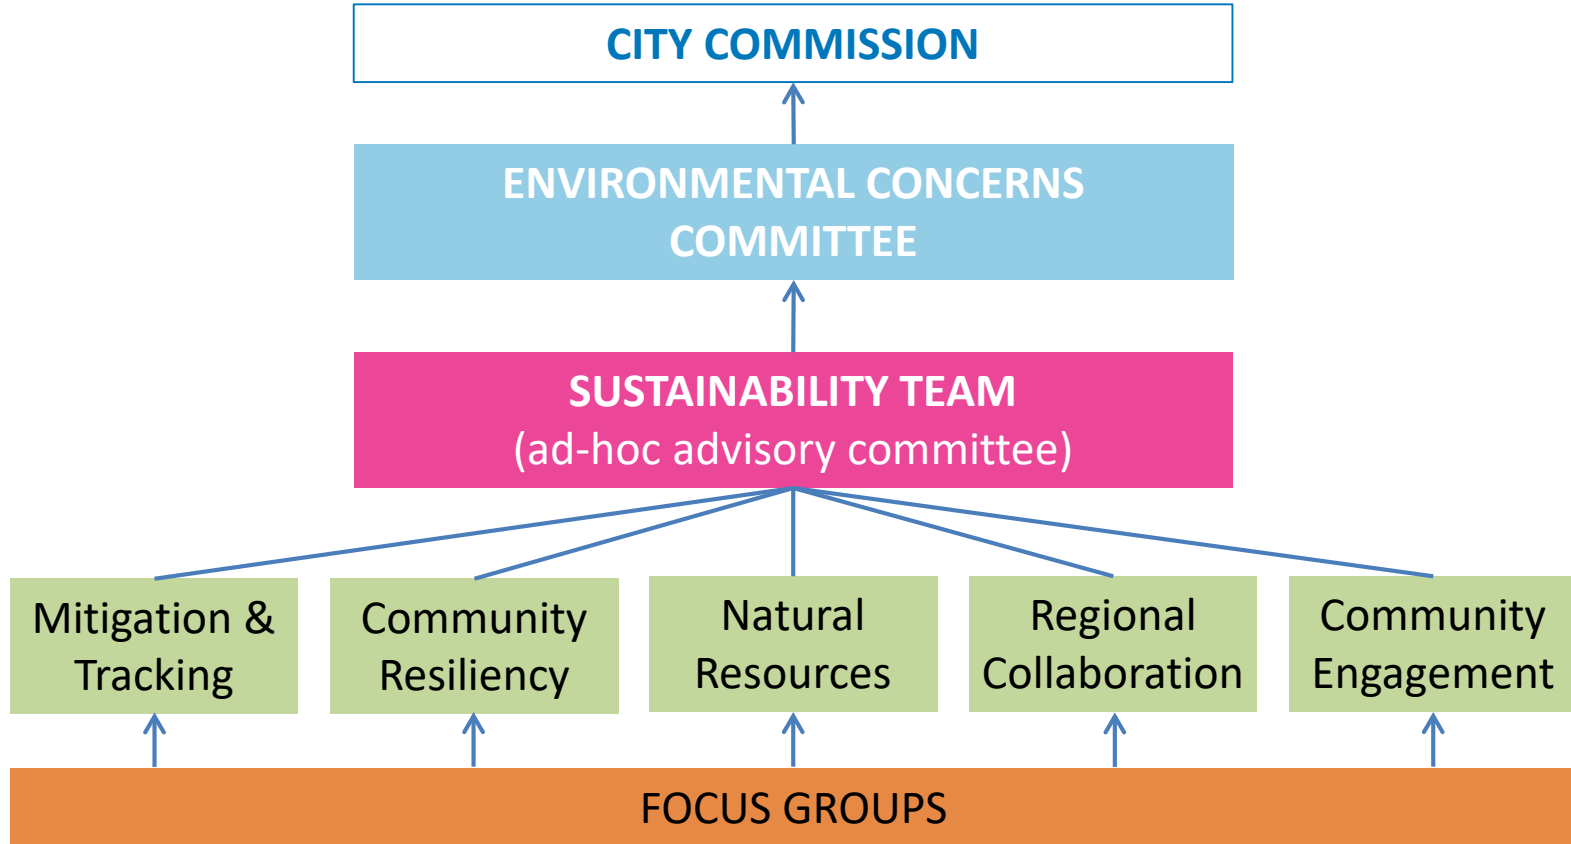 CITY COMMISSION
ENVIRONMENTAL CONCERNS
COMMITTEE
SUSTAINABILITY TEAM
(ad-hoc advisory committee)
Mitigation &
Tracking
Community
Resiliency
Natural
Resources
Regional
Collaboration
Community
Engagement
FOCUS GROUPS